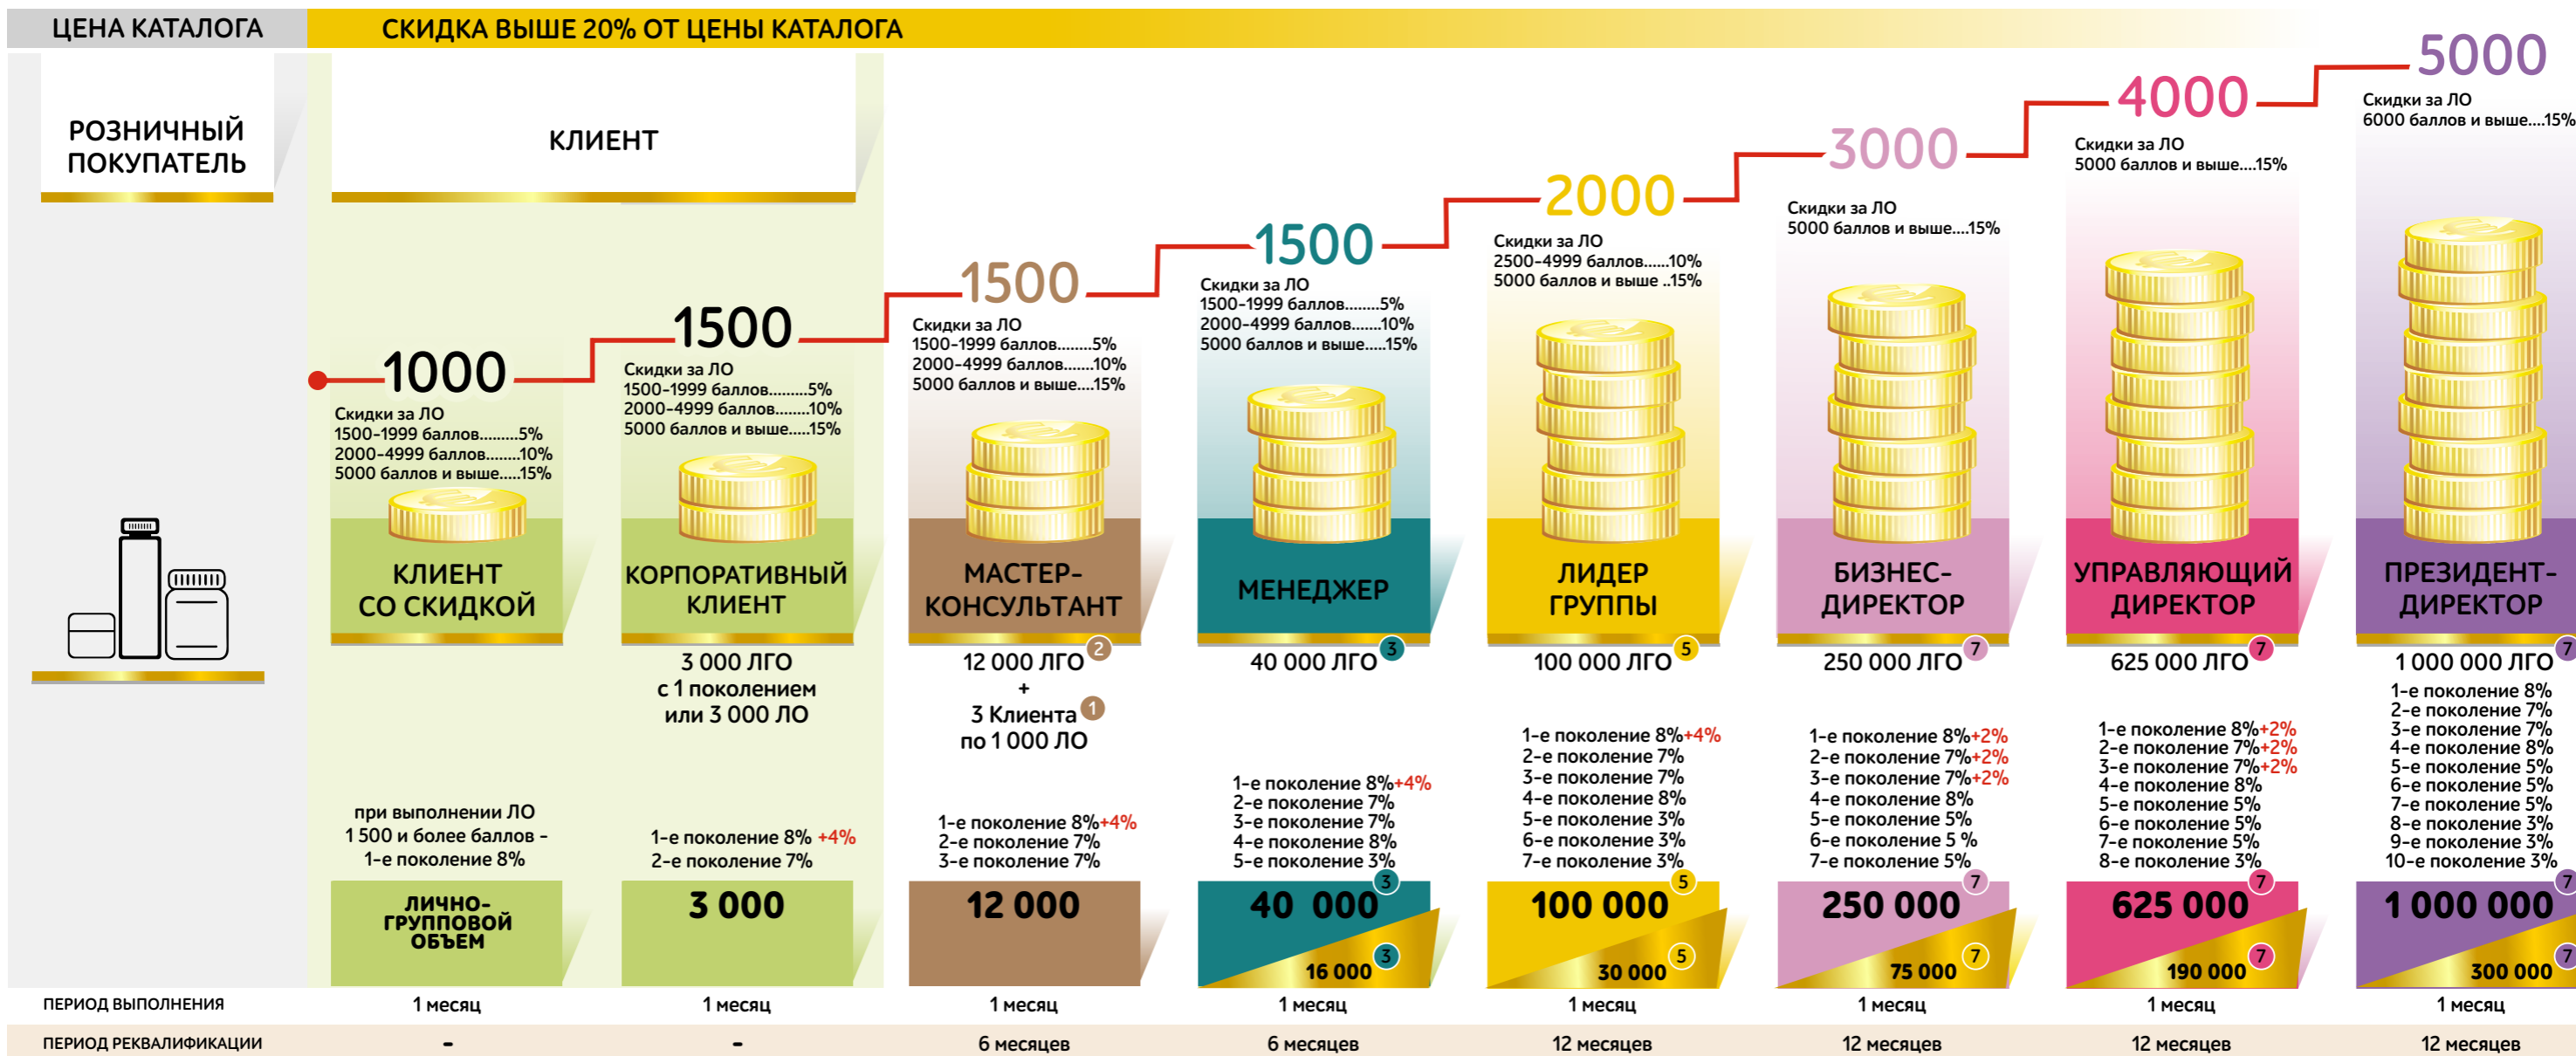 ЦЕНА КАТАЛОГА
СКИДКА ВЫШЕ 20% ОТ ЦЕНЫ КАТАЛОГА
РОЗНИЧНЫЙ
ПОКУПАТЕЛЬ
КЛИЕНТ
1000
Скидки за ЛО
1500-1999 баллов.........5%
2000-4999 баллов........10%
5000 баллов и выше.....15%
КЛИЕНТ
СО СКИДКОЙ
при выполнении ЛО
1 500 и более баллов -
1-е поколение 8%
ЛИЧНО-
ГРУППОВОЙ
ОБЪЕМ
1500
Скидки за ЛО
1500-1999 баллов.........5%
2000-4999 баллов........10%
5000 баллов и выше.....15%
КОРПОРАТИВНЫЙ
КЛИЕНТ
3 000 ЛГО
с 1 поколением
или 3 000 ЛО
1-е поколение 8% +4%
2-е поколение 7%
3 000
1500
Скидки за ЛО
1500-1999 баллов........5%
2000-4999 баллов.......10%
5000 баллов и выше....15%
МАСТЕР-
КОНСУЛЬТАНТ
12 000 ЛГО 2
+
3 Клиента 1
по 1 000 ЛО
1-е поколение 8%+4%
2-е поколение 7%
3-е поколение 7%
12 000
1500
Скидки за ЛО
1500-1999 баллов........5%
2000-4999 баллов.......10%
5000 баллов и выше.....15%
МЕНЕДЖЕР
40 000 ЛГО 3
1-е поколение 8%+4%
2-е поколение 7%
3-е поколение 7%
4-е поколение 8%
5-е поколение 3%
40 000 3
16 000 3
2000
Скидки за ЛО
2500-4999 баллов......10%
5000 баллов и выше ..15%
ЛИДЕР
ГРУППЫ
100 000 ЛГО 5
1-е поколение 8%+4%
2-е поколение 7%
3-е поколение 7%
4-е поколение 8%
5-е поколение 3%
6-е поколение 3%
7-е поколение 3%
100 000 5
30 000 5
3000
Скидки за ЛО
5000 баллов и выше....15%
БИЗНЕС-
ДИРЕКТОР
250 000 ЛГО 7
1-е поколение 8%+2%
2-е поколение 7%+2%
3-е поколение 7%+2%
4-е поколение 8%
5-е поколение 5%
6-е поколение 5 %
7-е поколение 5%
250 000 7
75 000 7
4000
Скидки за ЛО
5000 баллов и выше....15%
УПРАВЛЯЮЩИЙ
ДИРЕКТОР
625 000 ЛГО 7
1-е поколение 8%+2%
2-е поколение 7%+2%
3-е поколение 7%+2%
4-е поколение 8%
5-е поколение 5%
6-е поколение 5%
7-е поколение 5%
8-е поколение 3%
625 000 7
190 000 7
5000
Скидки за ЛО
6000 баллов и выше....15%
ПРЕЗИДЕНТ-
ДИРЕКТОР
1 000 000 ЛГО 7
1-е поколение 8%
2-е поколение 7%
3-е поколение 7%
4-е поколение 8%
5-е поколение 5%
6-е поколение 5%
7-е поколение 5%
8-е поколение 3%
9-е поколение 3%
10-е поколение 3%
1 000 000 7
300 000 7
ПЕРИОД ВЫПОЛНЕНИЯ 1 месяц 1 месяц 1 месяц 1 месяц 1 месяц 1 месяц 1 месяц 1 месяц
ПЕРИОД РЕКВАЛИФИКАЦИИ - - 6 месяцев 6 месяцев 12 месяцев 12 месяцев 12 месяцев 12 месяцев